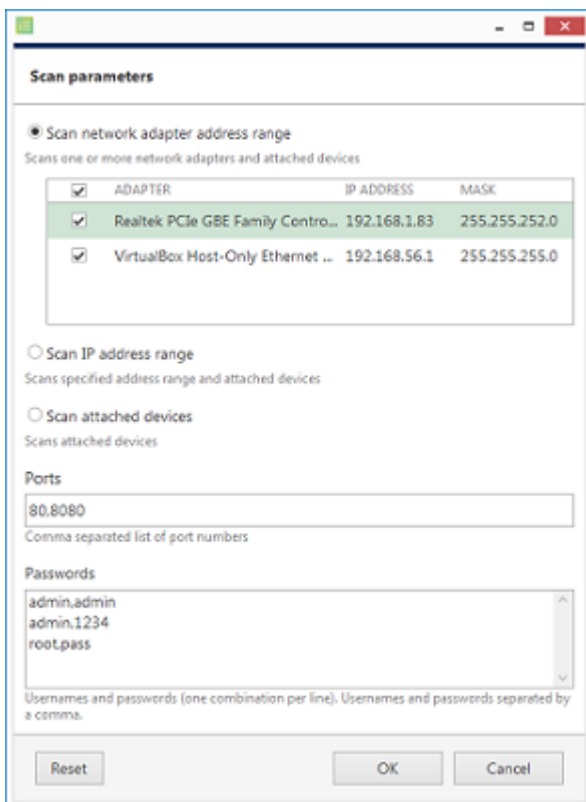 Scan parameters
Scan network adapter address range
Scans one or more network adapters and attached devices
ADAPTER IP ADDRESS MASK
Realtek PCIe GBE Family Contro... 192.168.1.83 255.255.252.0
VirtualBox Host-Only Ethernet ... 192.168.56.1 255.255.255.0
Scan IP address range
Scans specified address range and attached devices
Scan attached devices
Scans attached devices
Ports
80,8080
Comma separated list of port numbers
Passwords
admin,admin
admin,1234
root,pass
Usernames and passwords (one combination per line). Usernames and passwords separated by
a comma.
Reset OK Cancel